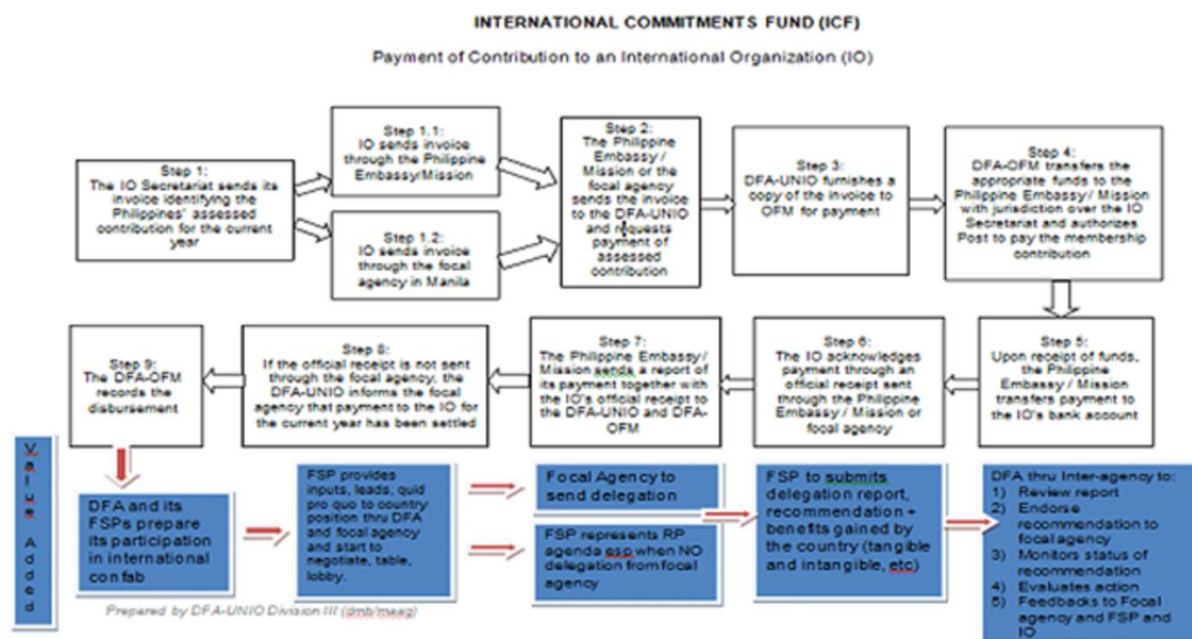 INTERNATIONAL COMMITMENTS FUND (ICF)
Payment of Contribution to an International Organization (IO)
Step 1:
The IO Secretariat sends its
invoice identifying the
Philippines' assessed
contribution for the current
year
Step 1.1:
IO sends invoice
through the Philippine
Embassy/Mission
Step 1.2:
IO sends invoice
through the focal
agency in Manila
Step 2:
The Philippine
Embassy /
Mission or the
focal agency
sends the invoice
to the DFA-UNIO
and requests
payment of
assessed
contribution
Step 3:
DFA-UNIO furnishes a
copy of the invoice to
OFM for payment
Step 4:
DFA-OFM transfers the
appropriate funds to the
Philippine Embassy / Mission
with jurisdiction over the IO
Secretariat and authorizes
Post to pay the membership
contribution
Step 5:
Upon receipt of funds,
the Philippine
Embassy / Mission
transfers payment to
the IO's bank account
Step 6:
The IO acknowledges
payment through an
official receipt sent
through the Philippine
Embassy / Mission or
focal agency
Step 7:
The Philippine Embassy /
Mission sends a report of
its payment together with
the IO's official receipt to
the DFA-UNIO and DFA-
OFM
Step 8:
If the official receipt is not sent
through the focal agency, the
DFA-UNIO informs the focal
agency that payment to the IO for
the current year has been settled
Step 9:
The DFA-OFM
records the
disbursement
Value Added
DFA and its
FSPs prepare
its participation
in international
confab
FSP provides
inputs, leads, quid
pro quo to country
position thru DFA
and focal agency
and start to
negotiate, table,
lobby.
Focal Agency to
send delegation
FSP represents RP
agenda esp when NO
delegation from focal
agency
FSP to submits
delegation report,
recommendation +
benefits gained by
the country (tangible
and intangible, etc)
DFA thru Inter-agency to:
1) Review report
2) Endorse
recommendation to
focal agency
3) Monitors status of
recommendation
4) Evaluates action
5) Feedbacks to Focal
agency and FSP and
IO
Prepared by DFA-UNIO Division III (dmb/maag)